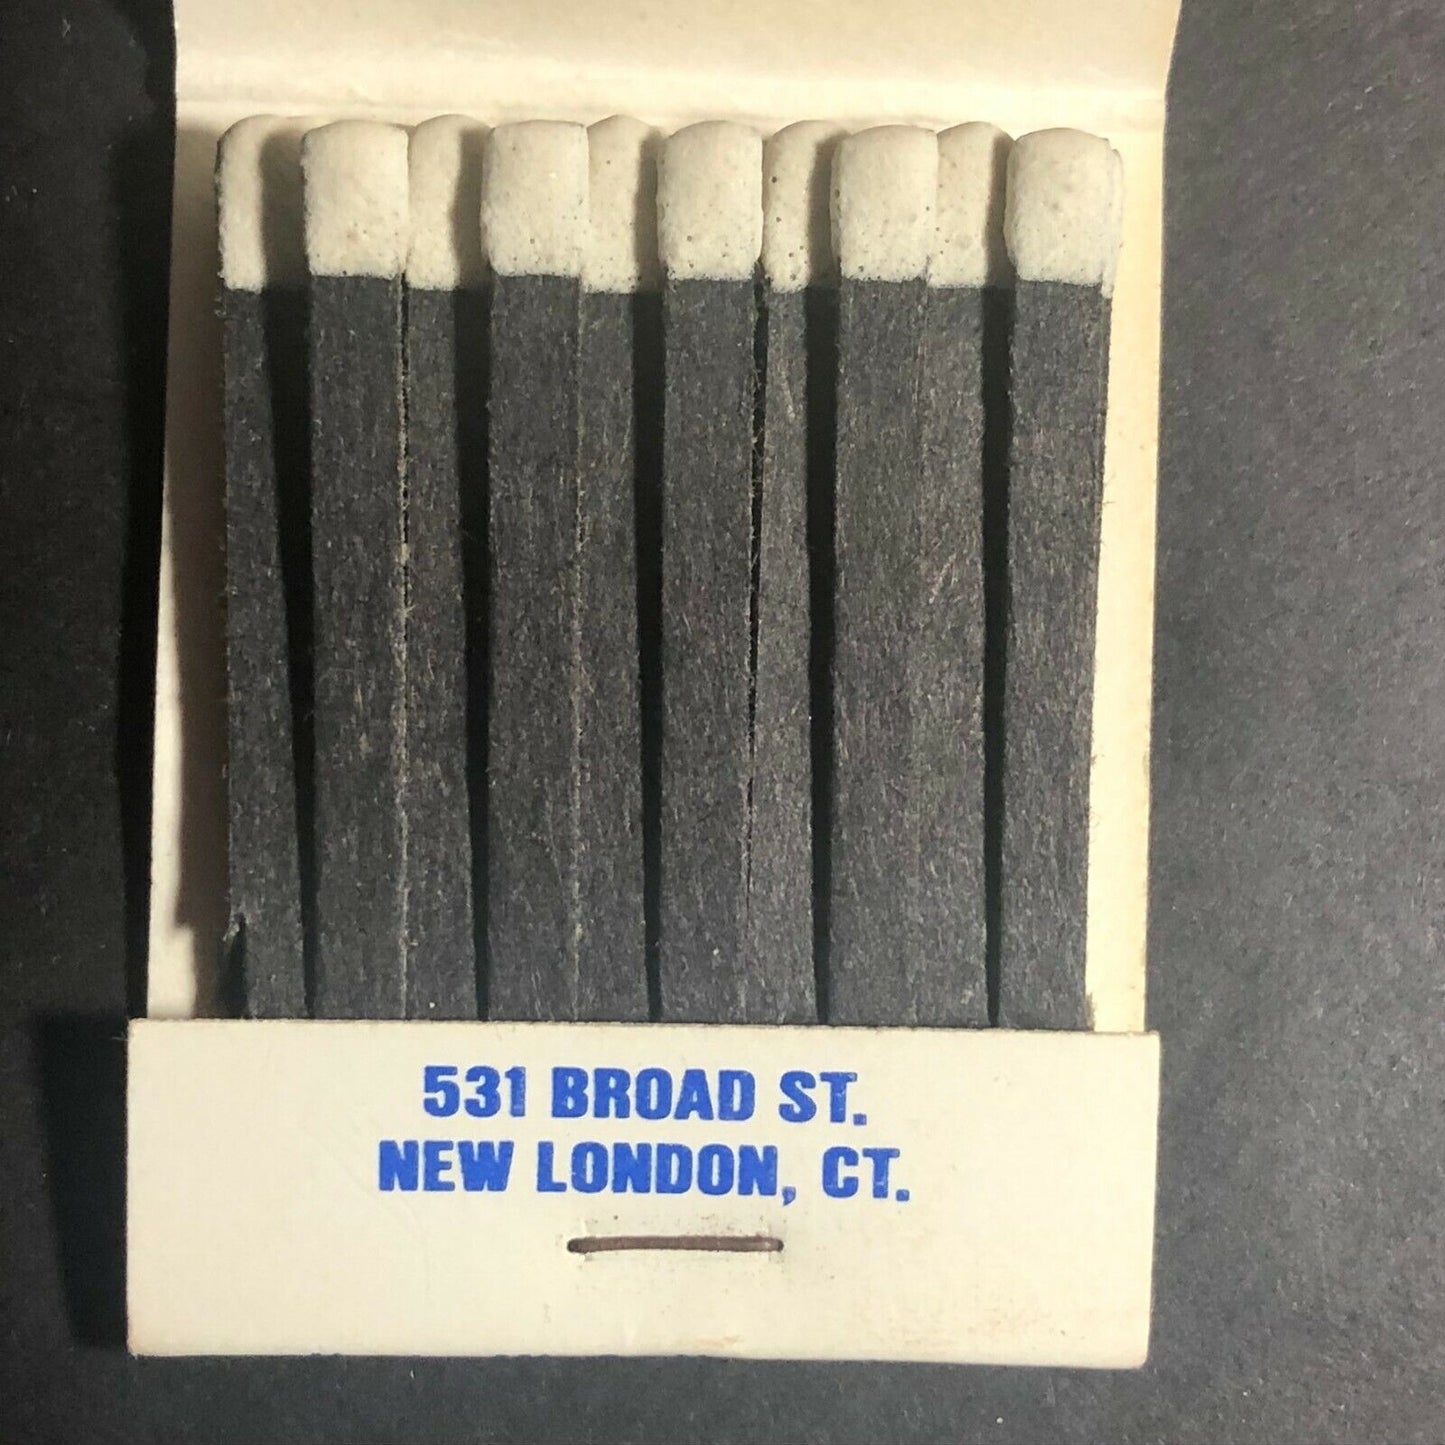 531 BROAD ST.
NEW LONDON, CT.